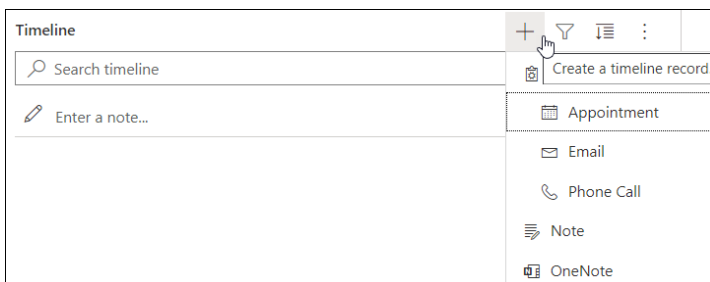 Timeline
Search timeline
Enter a note...
Create a timeline record
Appointment
Email
Phone Call
Note
OneNote